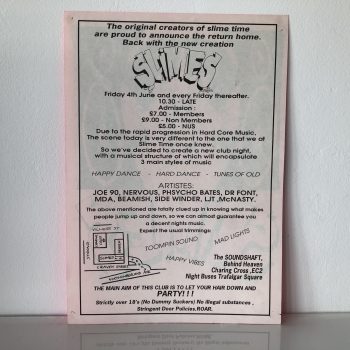 The original creators of slime time
are proud to announce the return home.
Back with the new creation
SLIMES
Friday 4th June and every Friday thereafter.
10.30 - LATE
Admission :
£7.00 - Members
£9.00 - Non Members
£5.00 - NUS
Due to the rapid progression in Hard Core Music,
The scene today is very different to the one that we of
Slime Time once knew.
So we've decided to create a new club night,
with a musical structure of which will encapsulate
3 main styles of music
HAPPY DANCE - HARD DANCE - TUNES OF OLD
ARTISTES:
JOE 90, NERVOUS, PHSYCHO BATES, DR FONT,
MDA, BEAMISH, SIDE WINDER, LJT, McNASTY.
The above mentioned are totally clued up in knowing what makes
people jump up and down, so we can almost guarantee you
a decent nights music.
Expect the usual trimmings:
TOOMPIN SOUND
MAD LIGHTS
HAPPY VIBES
VILLIERS ST
CRAVEN STREET
The SOUNDSHAFT,
Behind Heaven
Charing Cross ,EC2
Night Buses Trafalgar Square
THE MAIN AIM OF THIS CLUB IS TO LET YOUR HAIR DOWN AND
PARTY!!!
Strictly over 18's (No Dummy Suckers) No illegal substances .
Stringent Door Policies.ROAR.